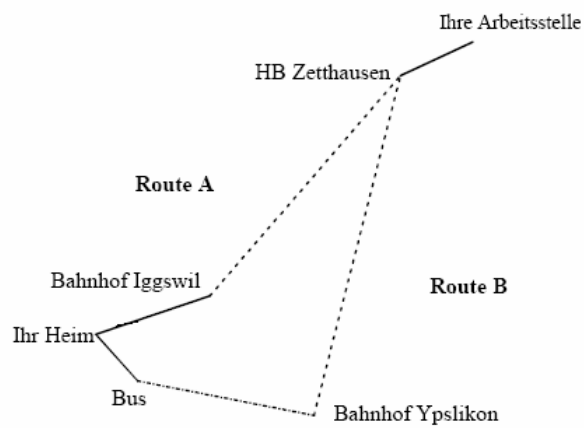 Ihre Arbeitsstelle
HB Zetthausen
Route A
Bahnhof Iggswil
Route B
Ihr Heim
Bus
Bahnhof Ypslikon